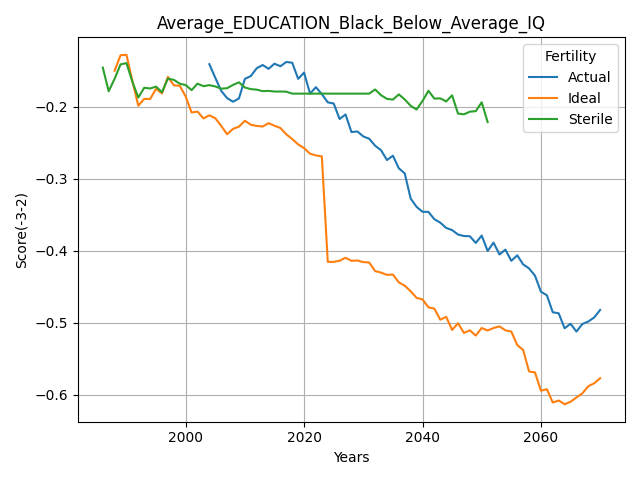 Average_EDUCATION_Black_Below_Average_IQ
Fertility
Actual
Ideal
Sterile
Score(-3-2)
−0.2
−0.3
−0.4
−0.5
−0.6
2000
2020
2040
2060
Years